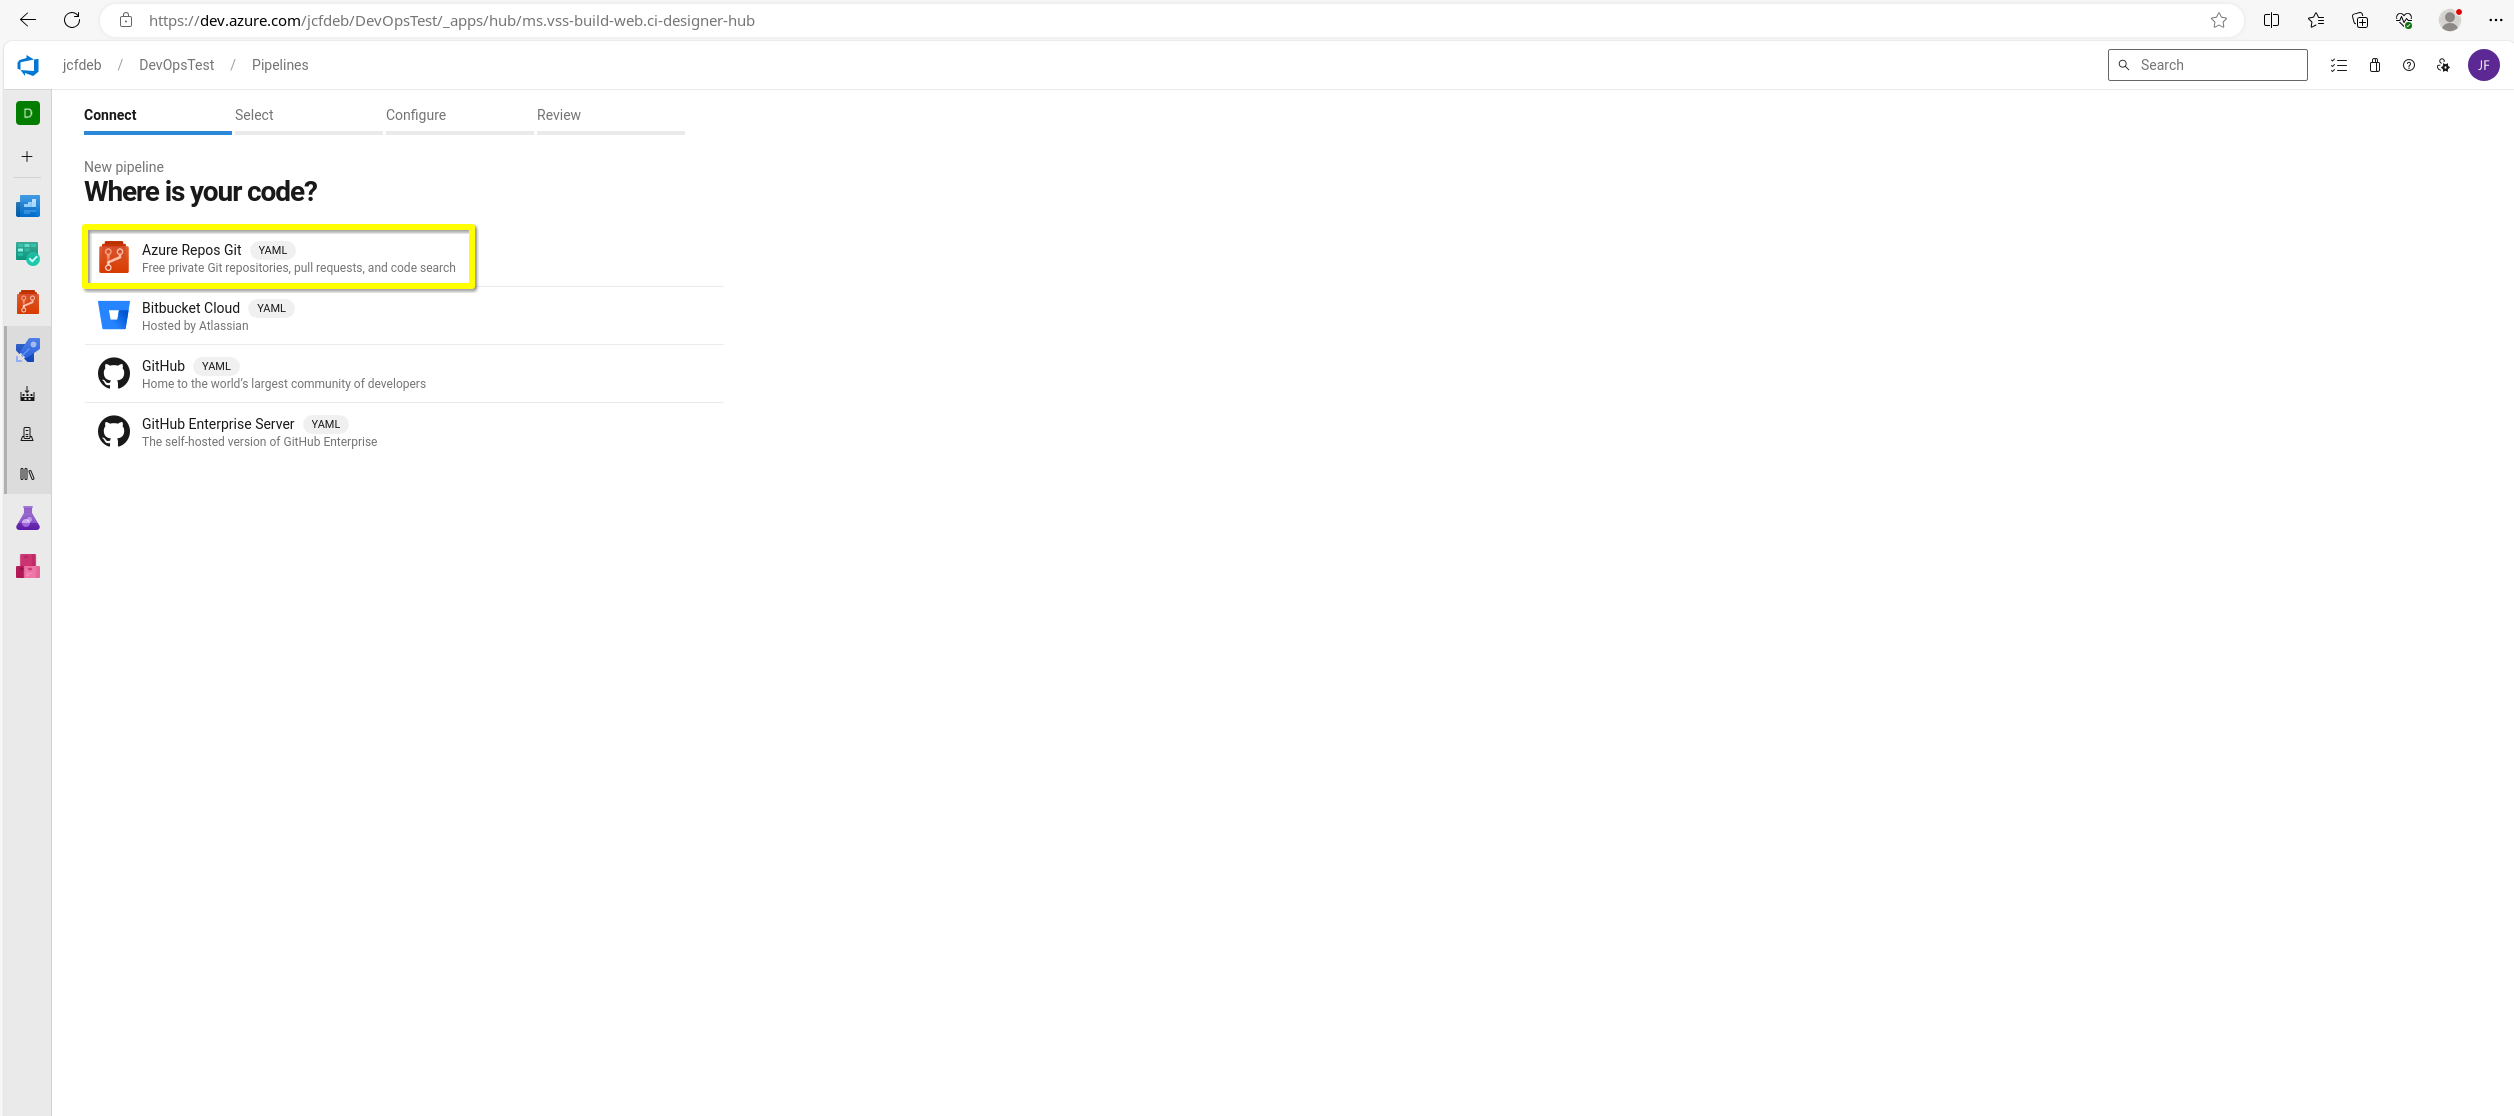 https://dev.azure.com/jcfdeb/DevOpsTest/_apps/hub/ms.vss-build-web.ci-designer-hub
jcfdeb / DevOpsTest / Pipelines
Search
JF
D
Connect Select Configure Review
New pipeline
Where is your code?
Azure Repos Git YAML
Free private Git repositories, pull requests, and code search
Bitbucket Cloud YAML
Hosted by Atlassian
GitHub YAML
Home to the world's largest community of developers
GitHub Enterprise Server YAML
The self-hosted version of GitHub Enterprise